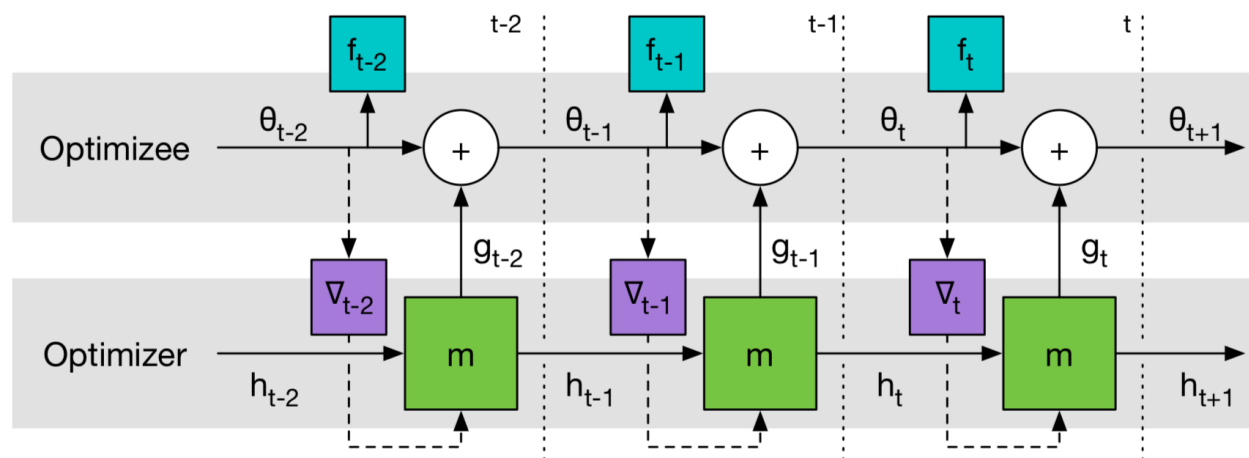 t-2 t-1 t
f_{t-2} f_{t-1} f_t
θ_{t-2} θ_{t-1} θ_t θ_{t+1}
Optimizee + + +
g_{t-2} g_{t-1} g_t
∇_{t-2} ∇_{t-1} ∇_t
Optimizer m m m
h_{t-2} h_{t-1} h_t h_{t+1}